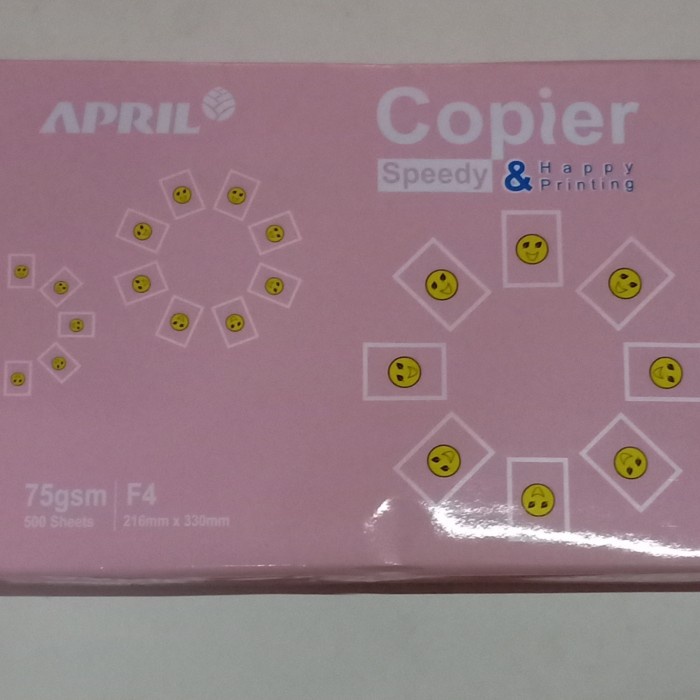 APRIL
Copier
Speedy & Happy
Printing
75gsm F4
500 Sheets 216mm x 330mm